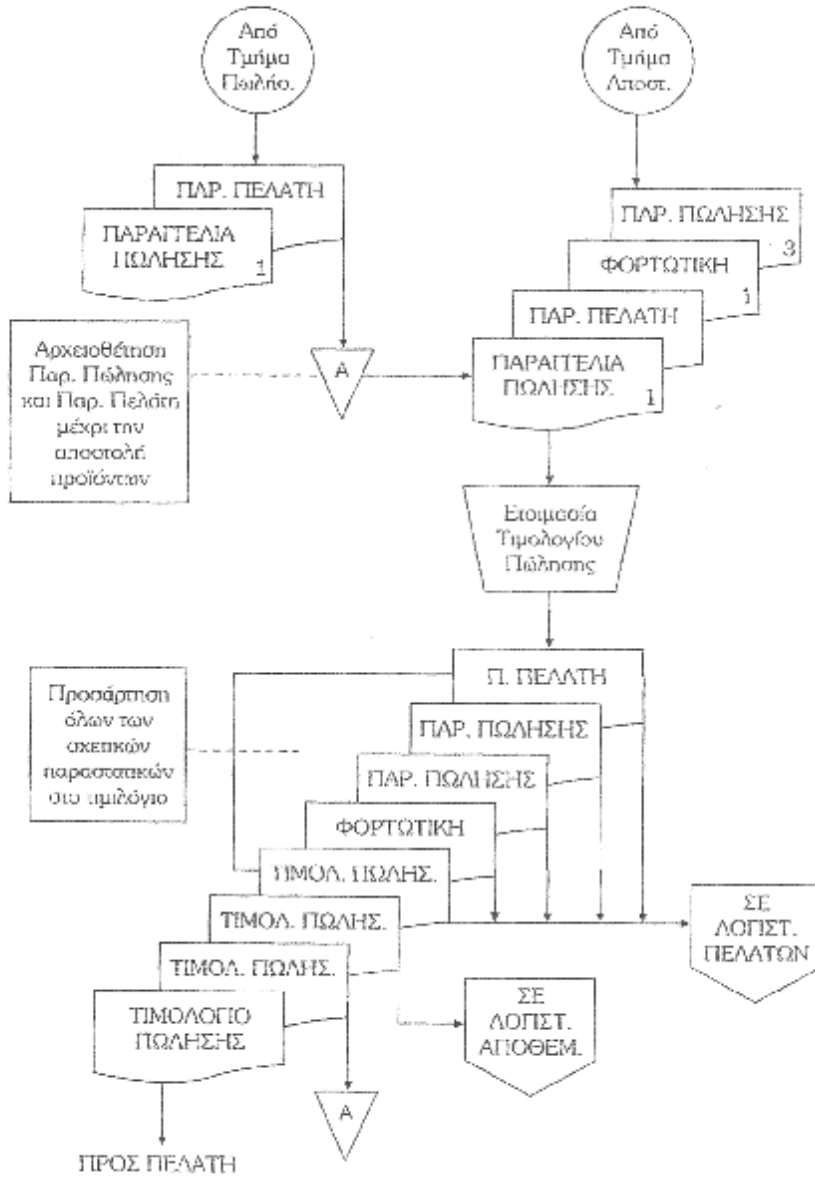 Από
Τμήμα
Πωλήσ.
Από
Τμήμα
Αποστ.
ΠΑΡ. ΠΕΛΑΤΗ
ΠΑΡΑΓΓΕΛΙΑ
ΠΩΛΗΣΗΣ
1
ΠΑΡ. ΠΩΛΗΣΗΣ
3
ΦΟΡΤΩΤΙΚΗ
1
ΠΑΡ. ΠΕΛΑΤΗ
ΠΑΡΑΓΓΕΛΙΑ
ΠΩΛΗΣΗΣ
1
Αρχειοθέτηση
Παρ. Πώλησης
και Παρ. Πελάτη
μέχρι την
αποστολή
προϊόντων
Α
Ετοιμασία
Τιμολογίου
Πώλησης
Προσάρτηση
όλων των
σχετικών
παραστατικών
στο τιμιλόγιο
Π. ΠΕΛΑΤΗ
ΠΑΡ. ΠΩΛΗΣΗΣ
ΠΑΡ. ΠΩΛΗΣΗΣ
ΦΟΡΤΩΤΙΚΗ
ΤΙΜΟΛ. ΠΩΛΗΣ.
ΤΙΜΟΛ. ΠΩΛΗΣ.
ΤΙΜΟΛ. ΠΩΛΗΣ.
ΤΙΜΟΛΟΓΙΟ
ΠΩΛΗΣΗΣ
ΣΕ
ΛΟΓΙΣΤ.
ΠΕΛΑΤΩΝ
ΣΕ
ΛΟΓΙΣΤ.
ΑΠΟΘΕΜ.
Α
ΠΡΟΣ ΠΕΛΑΤΗ